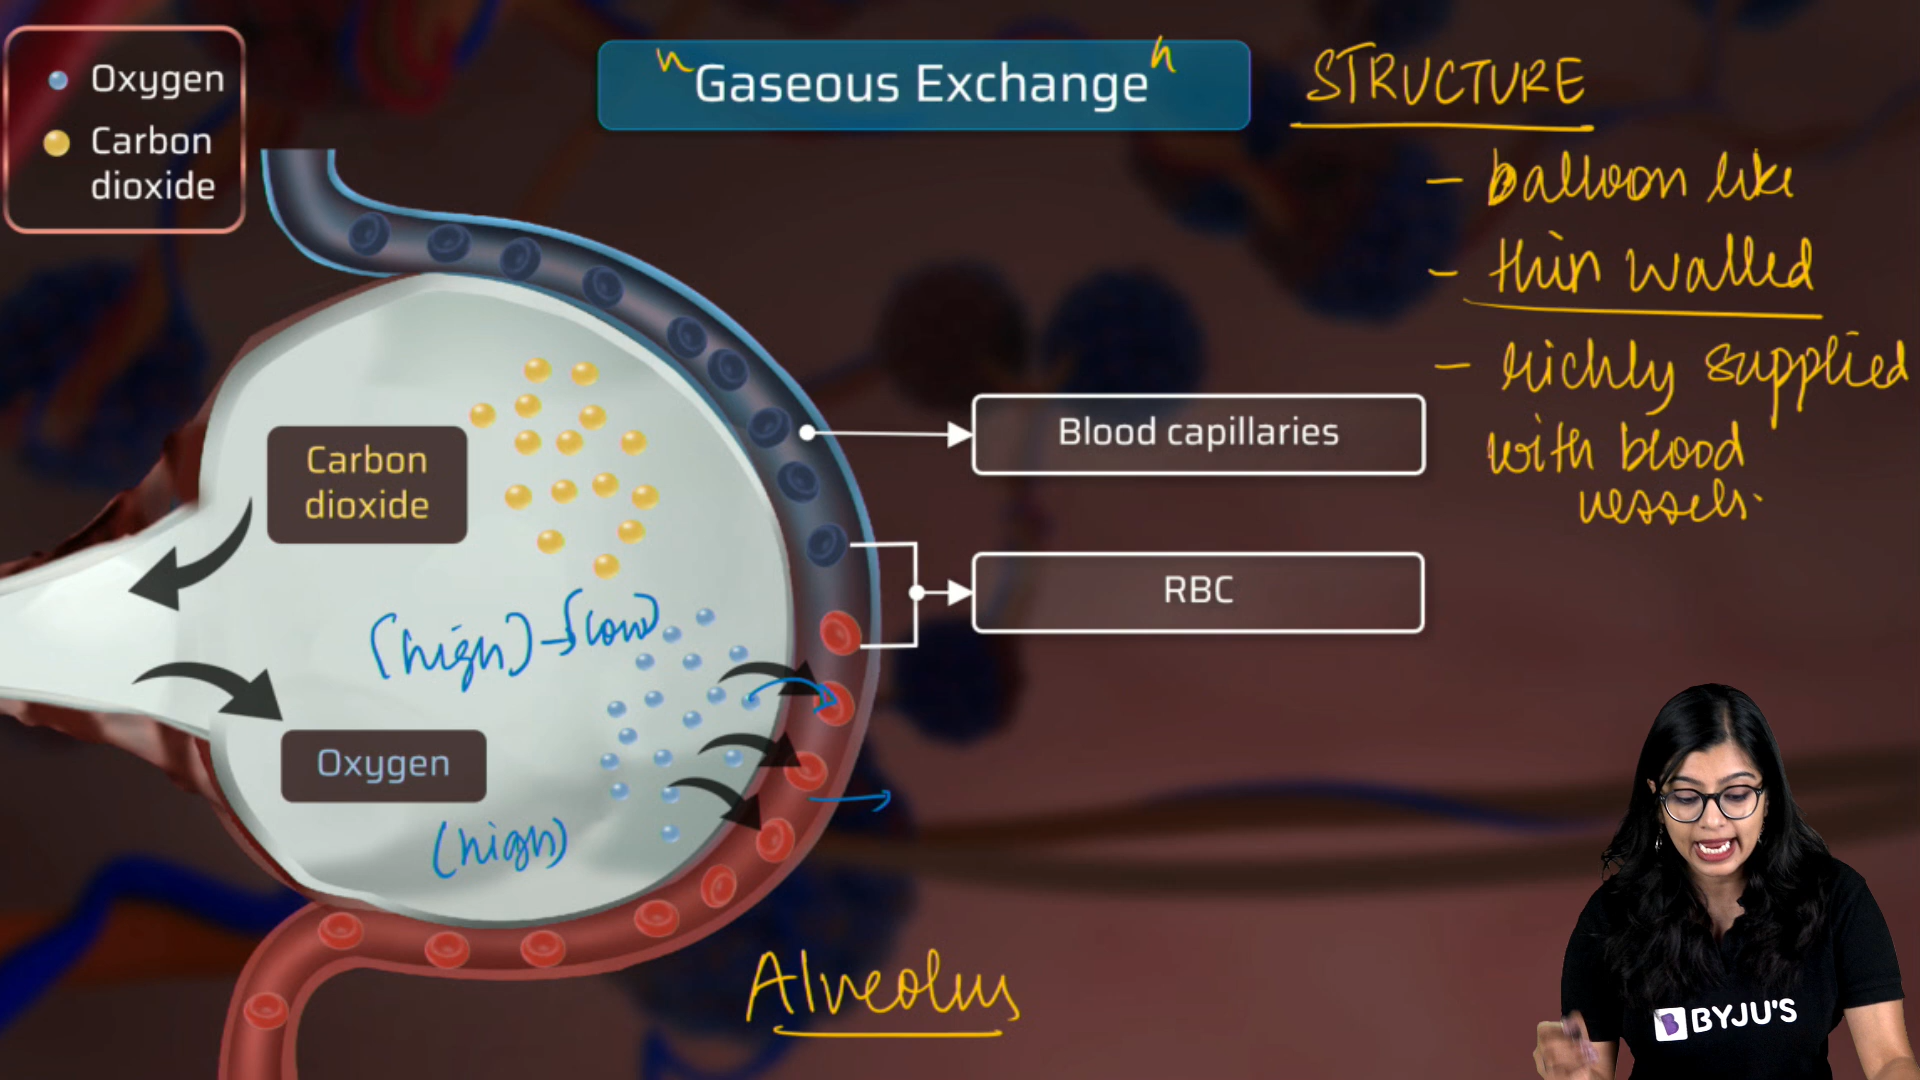 Oxygen
Carbon
dioxide
"Gaseous Exchange"
STRUCTURE
- balloon like
- thin walled
- richly supplied
with blood
vessels.
Blood capillaries
Carbon
dioxide
RBC
(high) → (low)
Oxygen
(high)
Alveolus
BYJU'S